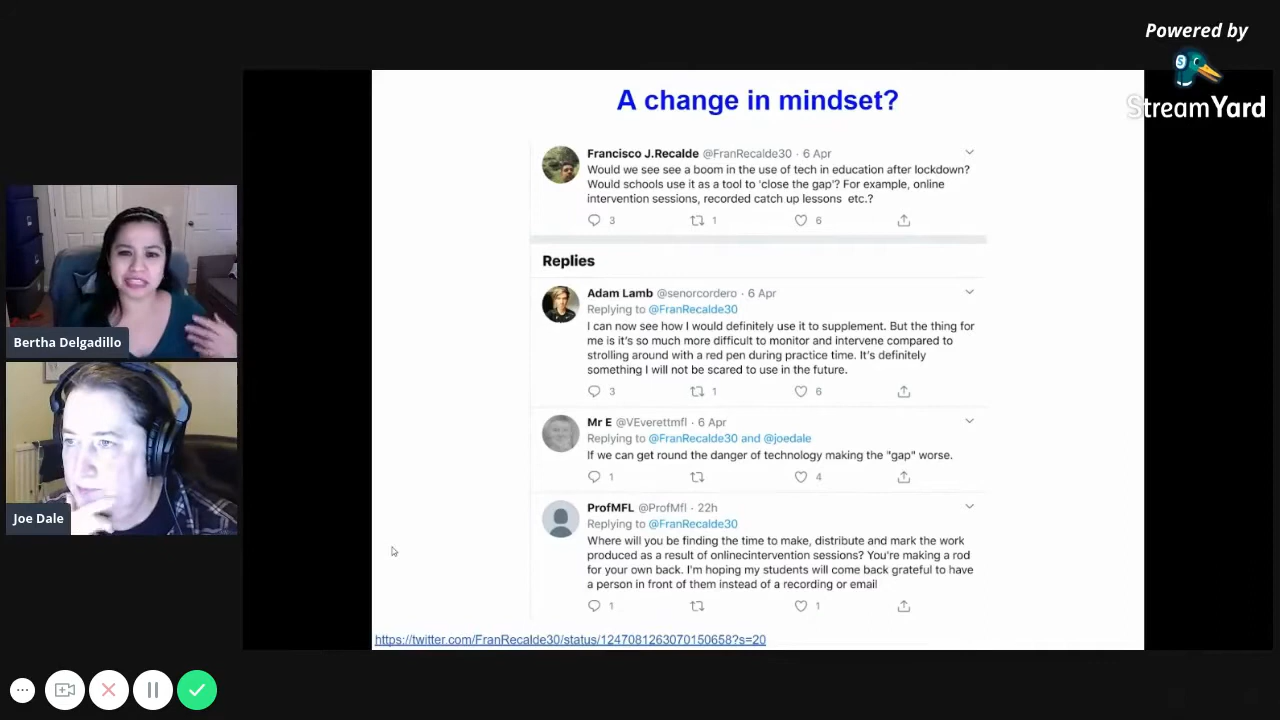 Powered by
StreamYard
A change in mindset?
Francisco J.Recalde @FranRecalde30 · 6 Apr
Would we see see a boom in the use of tech in education after lockdown?
Would schools use it as a tool to 'close the gap'? For example, online
intervention sessions, recorded catch up lessons etc.?
3 1 6
Replies
Adam Lamb @senorcordero · 6 Apr
Replying to @FranRecalde30
I can now see how I would definitely use it to supplement. But the thing for
me is it's so much more difficult to monitor and intervene compared to
strolling around with a red pen during practice time. It's definitely
something I will not be scared to use in the future.
3 1 6
Mr E @VEverettmfl · 6 Apr
Replying to @FranRecalde30 and @joedale
If we can get round the danger of technology making the "gap" worse.
1 4
ProfMFL @ProfMfl · 22h
Replying to @FranRecalde30
Where will you be finding the time to make, distribute and mark the work
produced as a result of onlinecintervention sessions? You're making a rod
for your own back. I'm hoping my students will come back grateful to have
a person in front of them instead of a recording or email
1 1
https://twitter.com/FranRecalde30/status/1247081263070150658?s=20
Bertha Delgadillo
Joe Dale